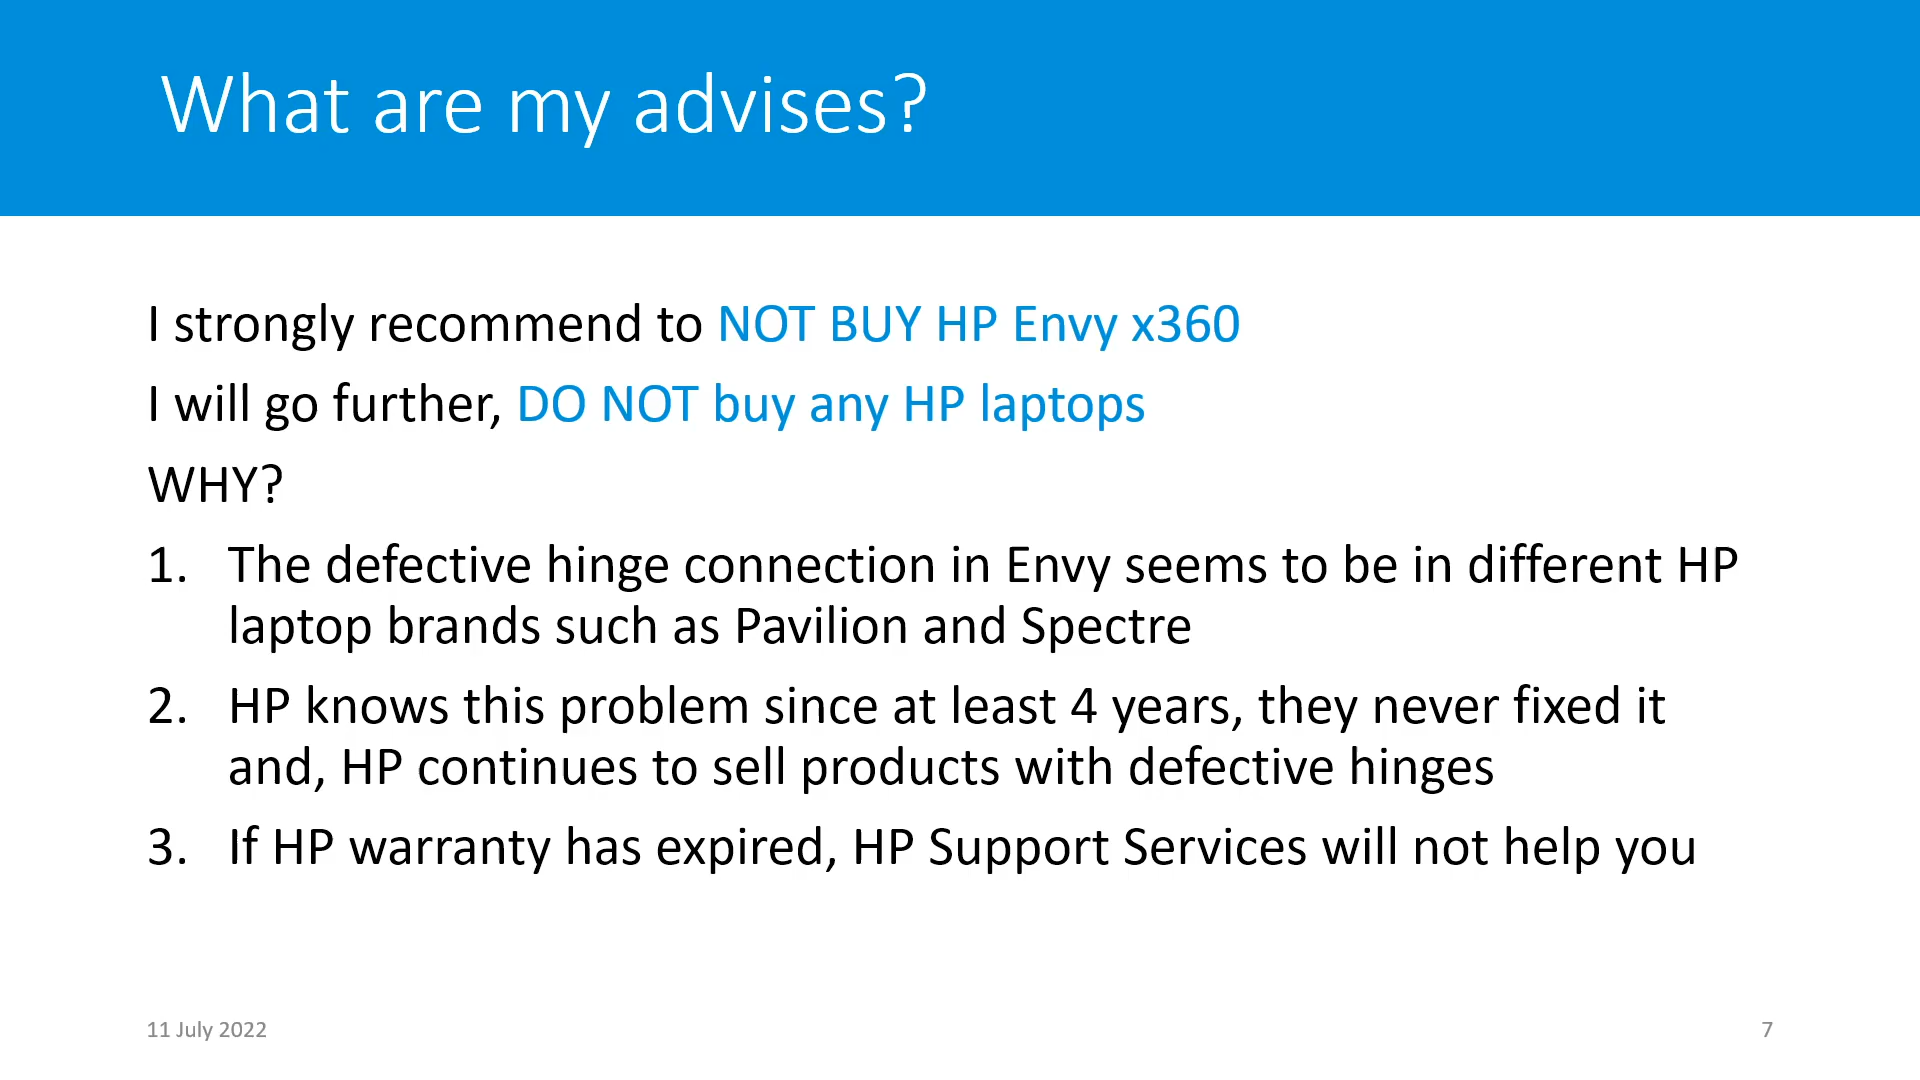 What are my advises?
I strongly recommend to NOT BUY HP Envy x360
I will go further, DO NOT buy any HP laptops
WHY?
1. The defective hinge connection in Envy seems to be in different HP
laptop brands such as Pavilion and Spectre
2. HP knows this problem since at least 4 years, they never fixed it
and, HP continues to sell products with defective hinges
3. If HP warranty has expired, HP Support Services will not help you
11 July 2022
7